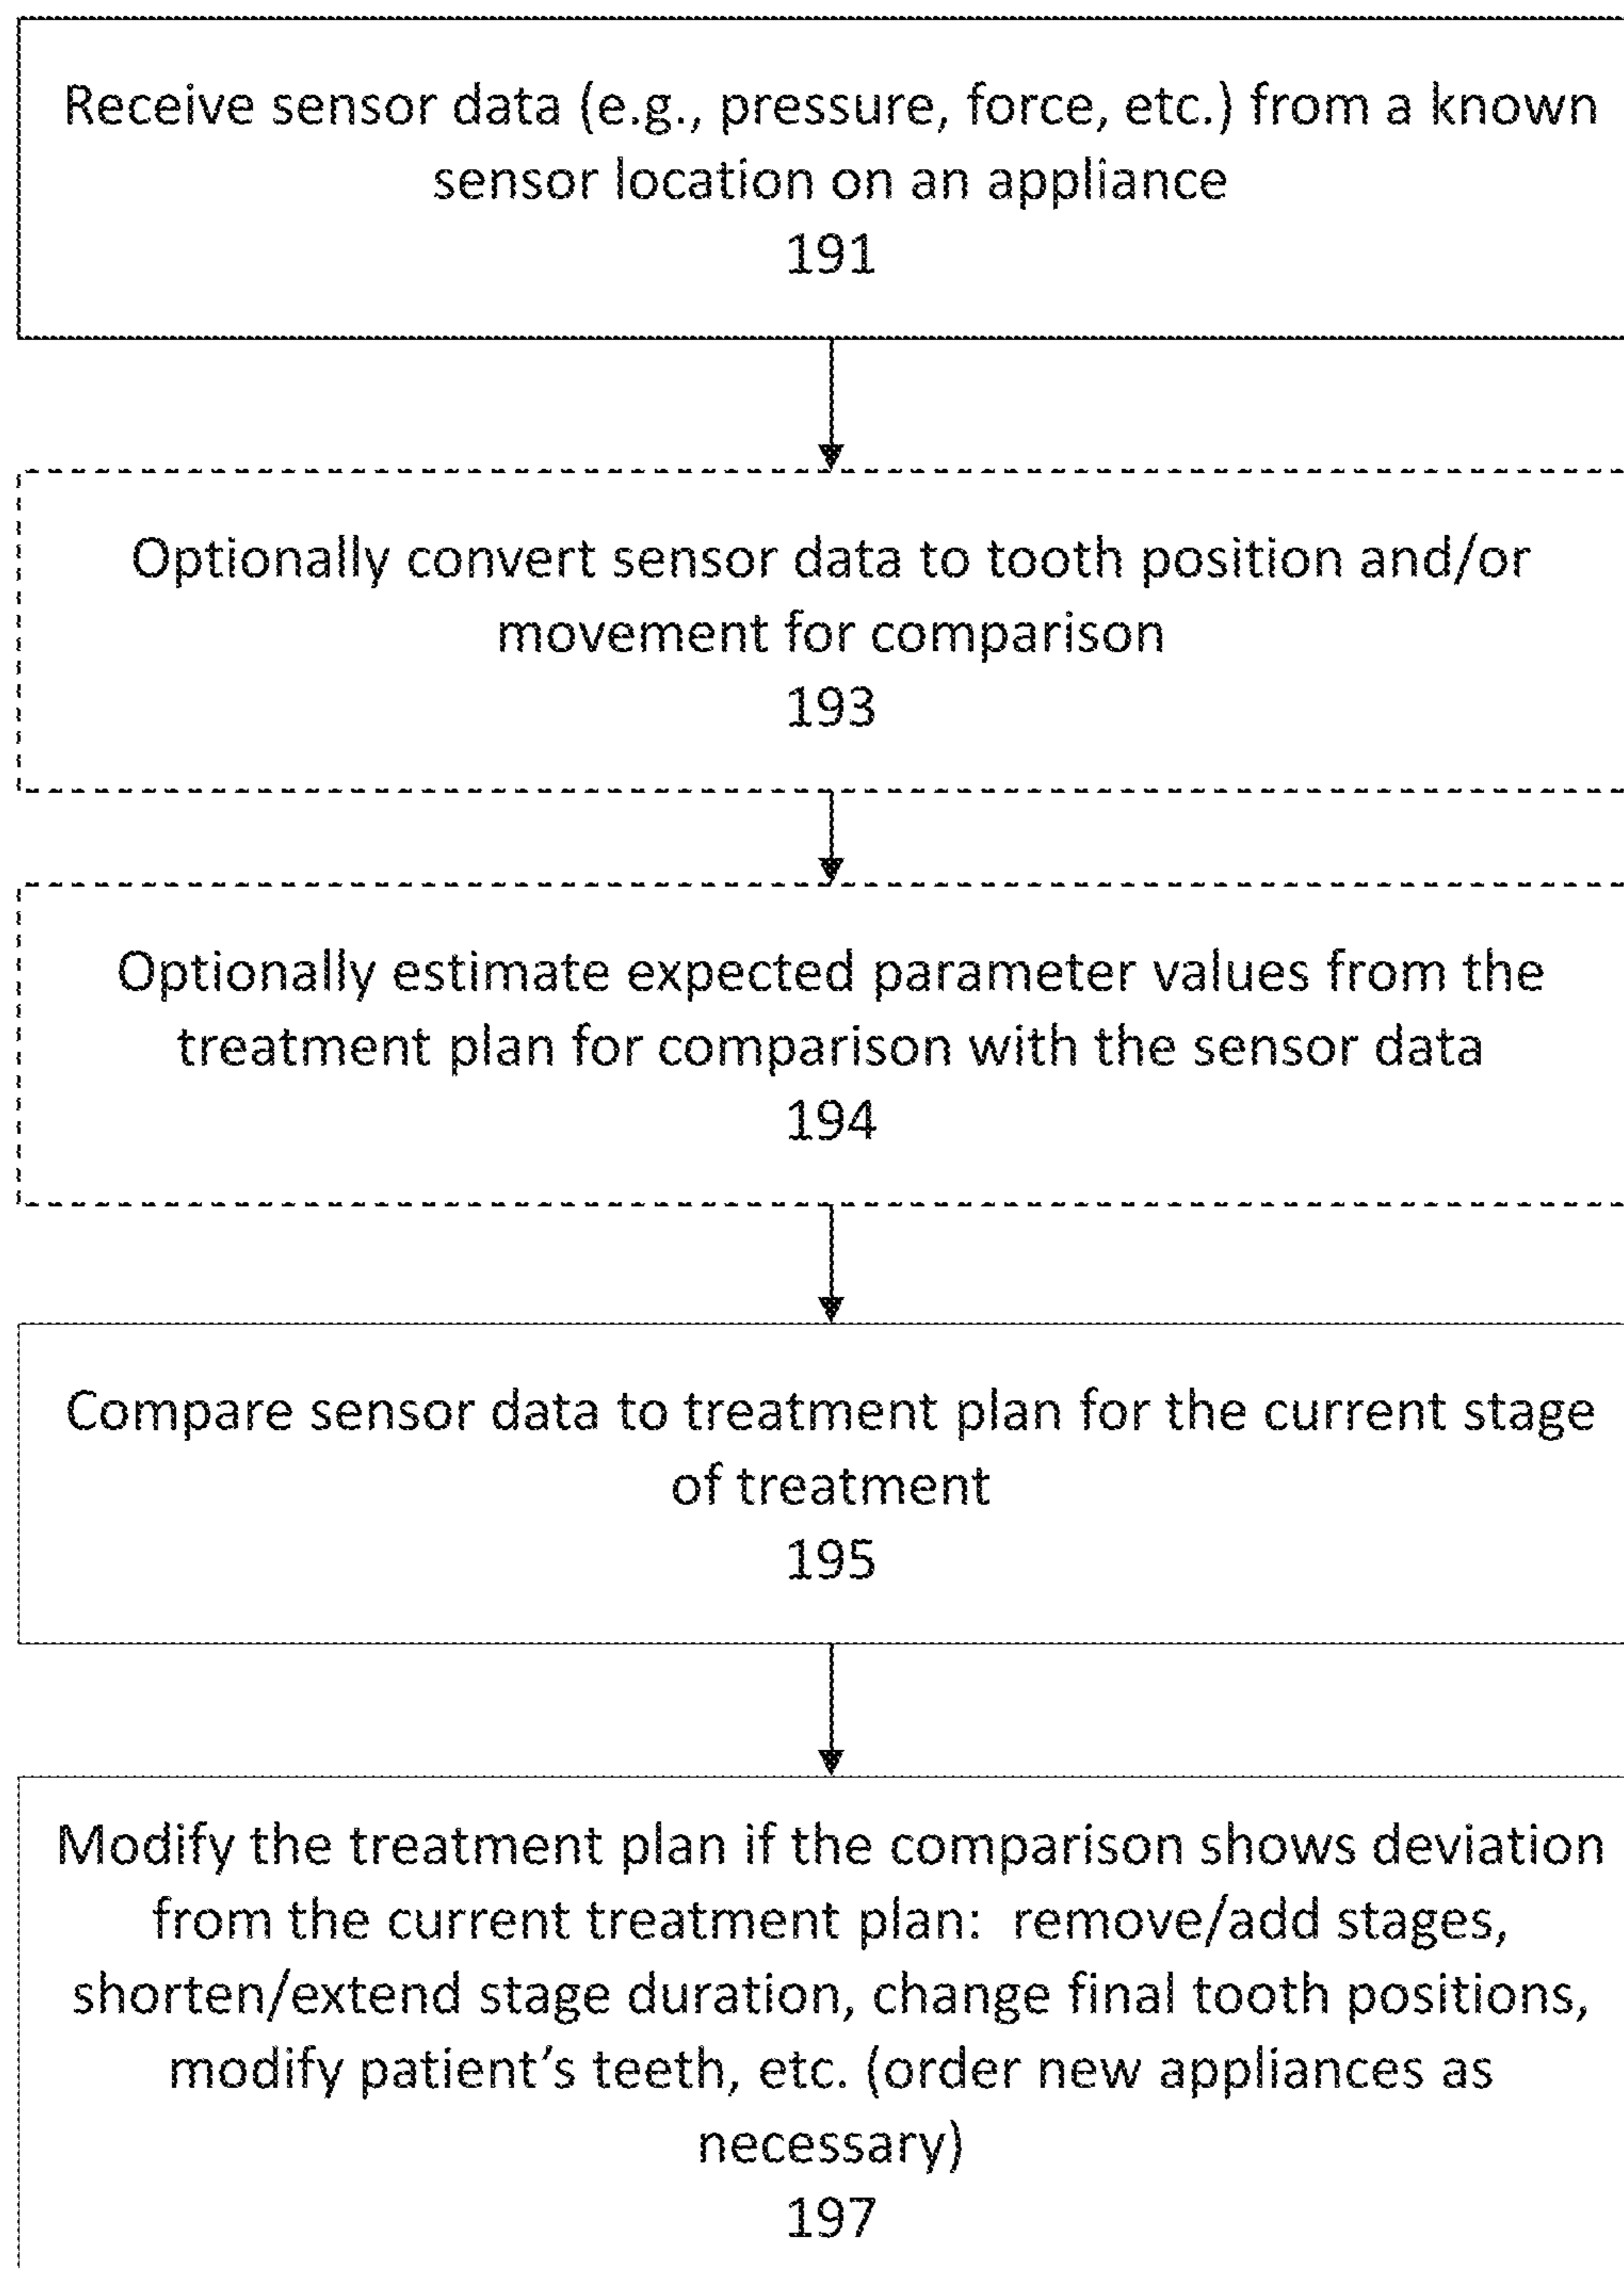 Receive sensor data (e.g., pressure, force, etc.) from a known
sensor location on an appliance
191
Optionally convert sensor data to tooth position and/or
movement for comparison
193
Optionally estimate expected parameter values from the
treatment plan for comparison with the sensor data
194
Compare sensor data to treatment plan for the current stage
of treatment
195
Modify the treatment plan if the comparison shows deviation
from the current treatment plan:  remove/add stages,
shorten/extend stage duration, change final tooth positions,
modify patient’s teeth, etc. (order new appliances as
necessary)
197